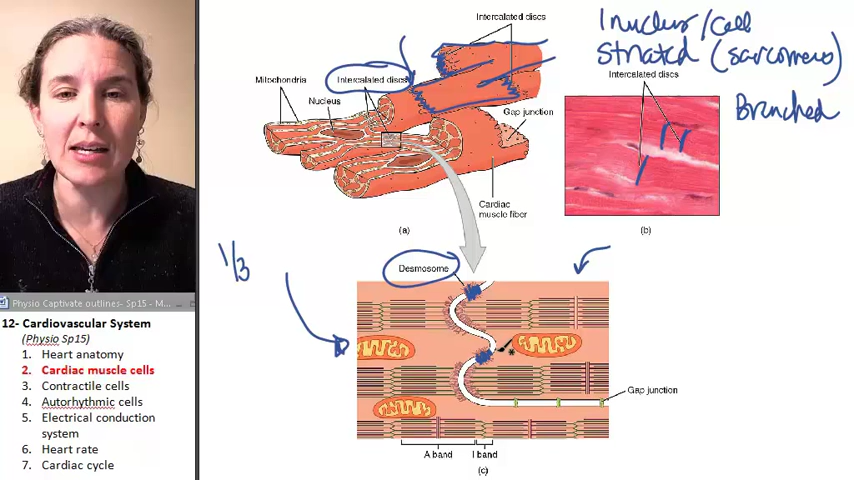 Intercalated discs
1 nucleus/cell
striated (sarcomeres)
Intercalated discs
Branched
Mitochondria
Intercalated discs
Nucleus
Gap junction
Cardiac
muscle fiber
(a)
(b)
1/3
Desmosome
Gap junction
A band
I band
(c)
Physio Captivate outlines- Sp15 - M...
12- Cardiovascular System
(Physio Sp15)
1. Heart anatomy
2. Cardiac muscle cells
3. Contractile cells
4. Autorhythmic cells
5. Electrical conduction
system
6. Heart rate
7. Cardiac cycle